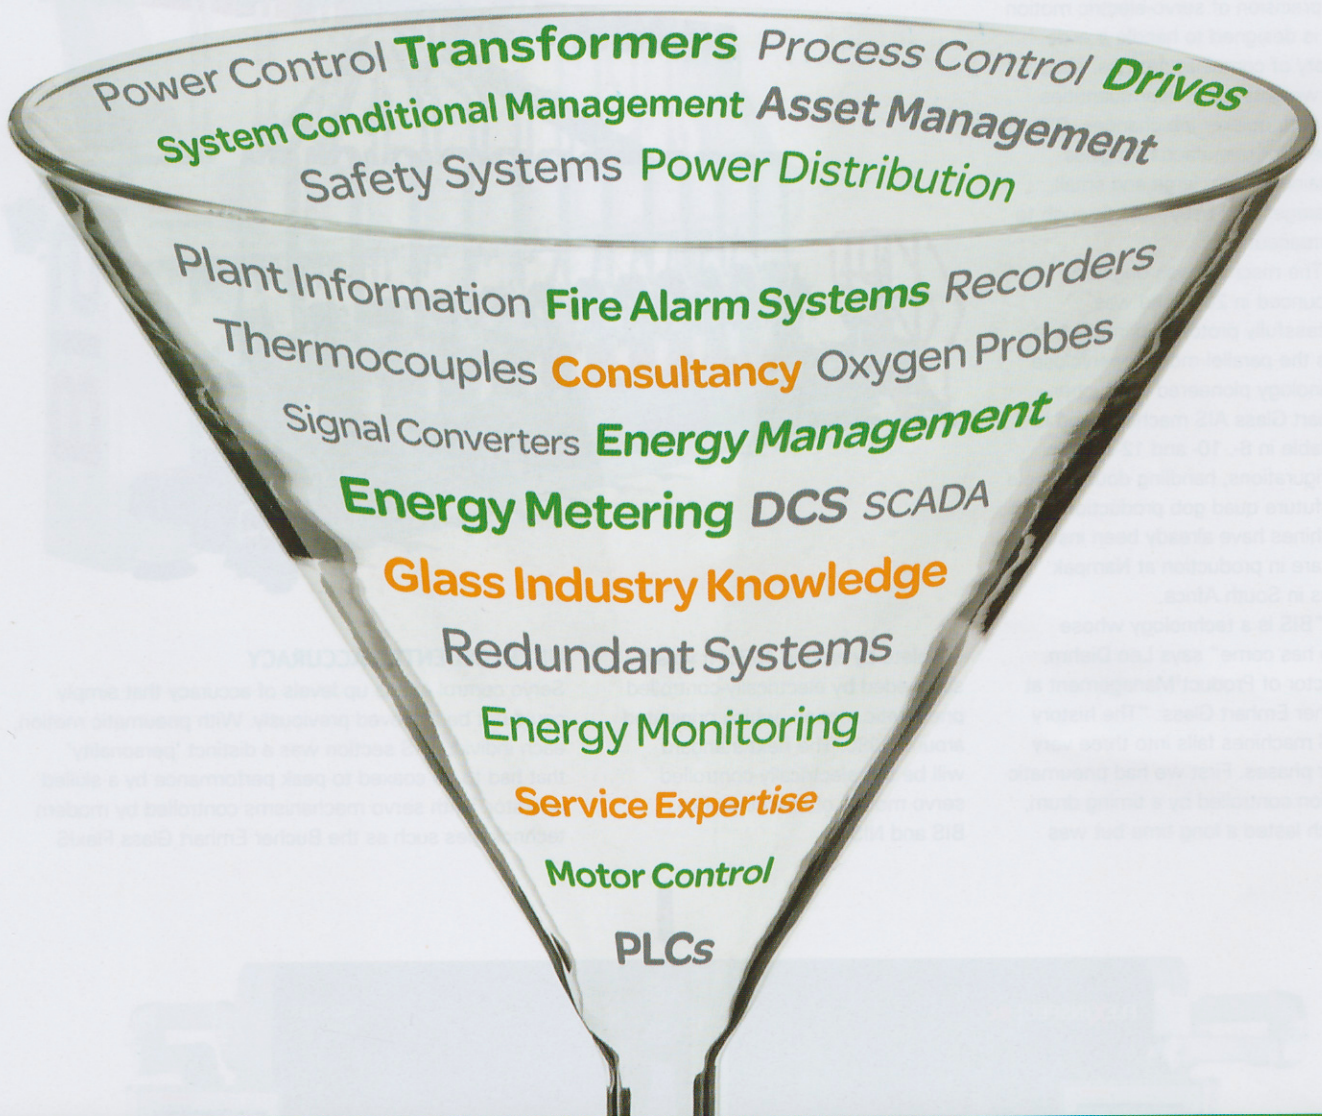 Power Control Transformers Process Control Drives
System Conditional Management Asset Management
Safety Systems Power Distribution
Plant Information Fire Alarm Systems Recorders
Thermocouples Consultancy Oxygen Probes
Signal Converters Energy Management
Energy Metering DCS SCADA
Glass Industry Knowledge
Redundant Systems
Energy Monitoring
Service Expertise
Motor Control
PLCs